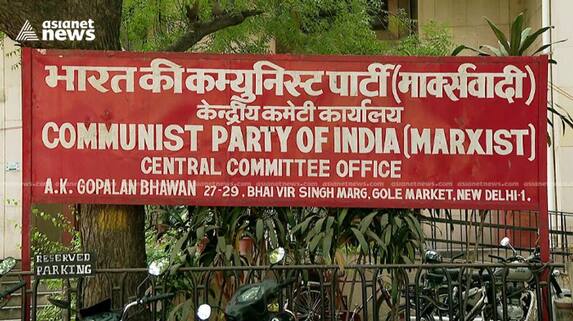 asianet
news
भारत की कम्युनिस्ट पार्टी (मार्क्सवादी)
केन्द्रीय कमेटी कार्यालय
COMMUNIST PARTY OF INDIA (MARXIST)
CENTRAL COMMITTEE OFFICE
A.K. GOPALAN BHAWAN 27-29, BHAI VIR SINGH MARG, GOLE MARKET, NEW DELHI-1.
RESERVED
PARKING